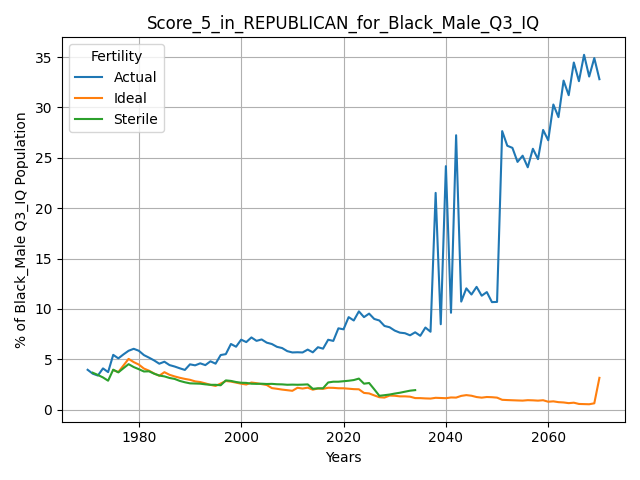 Score_5_in_REPUBLICAN_for_Black_Male_Q3_IQ
Fertility
Actual
Ideal
Sterile
% of Black_Male Q3_IQ Population
35
30
25
20
15
10
5
0
1980
2000
2020
2040
2060
Years